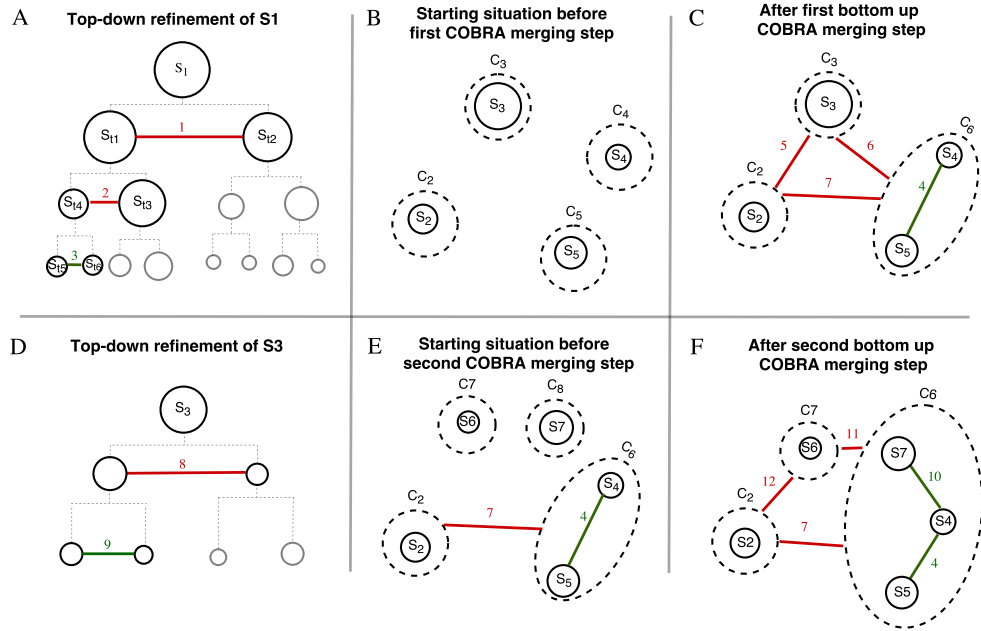 A
Top-down refinement of S1
S1
1
St1
St2
2
St4
St3
3
St5
St6
B
Starting situation before
first COBRA merging step
C3
S3
C4
S4
C2
S2
C5
S5
C
After first bottom up
COBRA merging step
C3
S3
C6
5
6
S4
C2
7
4
S2
S5
D
Top-down refinement of S3
S3
8
9
E
Starting situation before
second COBRA merging step
C7
C8
S6
S7
C6
S4
C2
7
4
S2
S5
F
After second bottom up
COBRA merging step
C6
C7
11
S6
S7
12
10
C2
7
S4
S2
4
S5